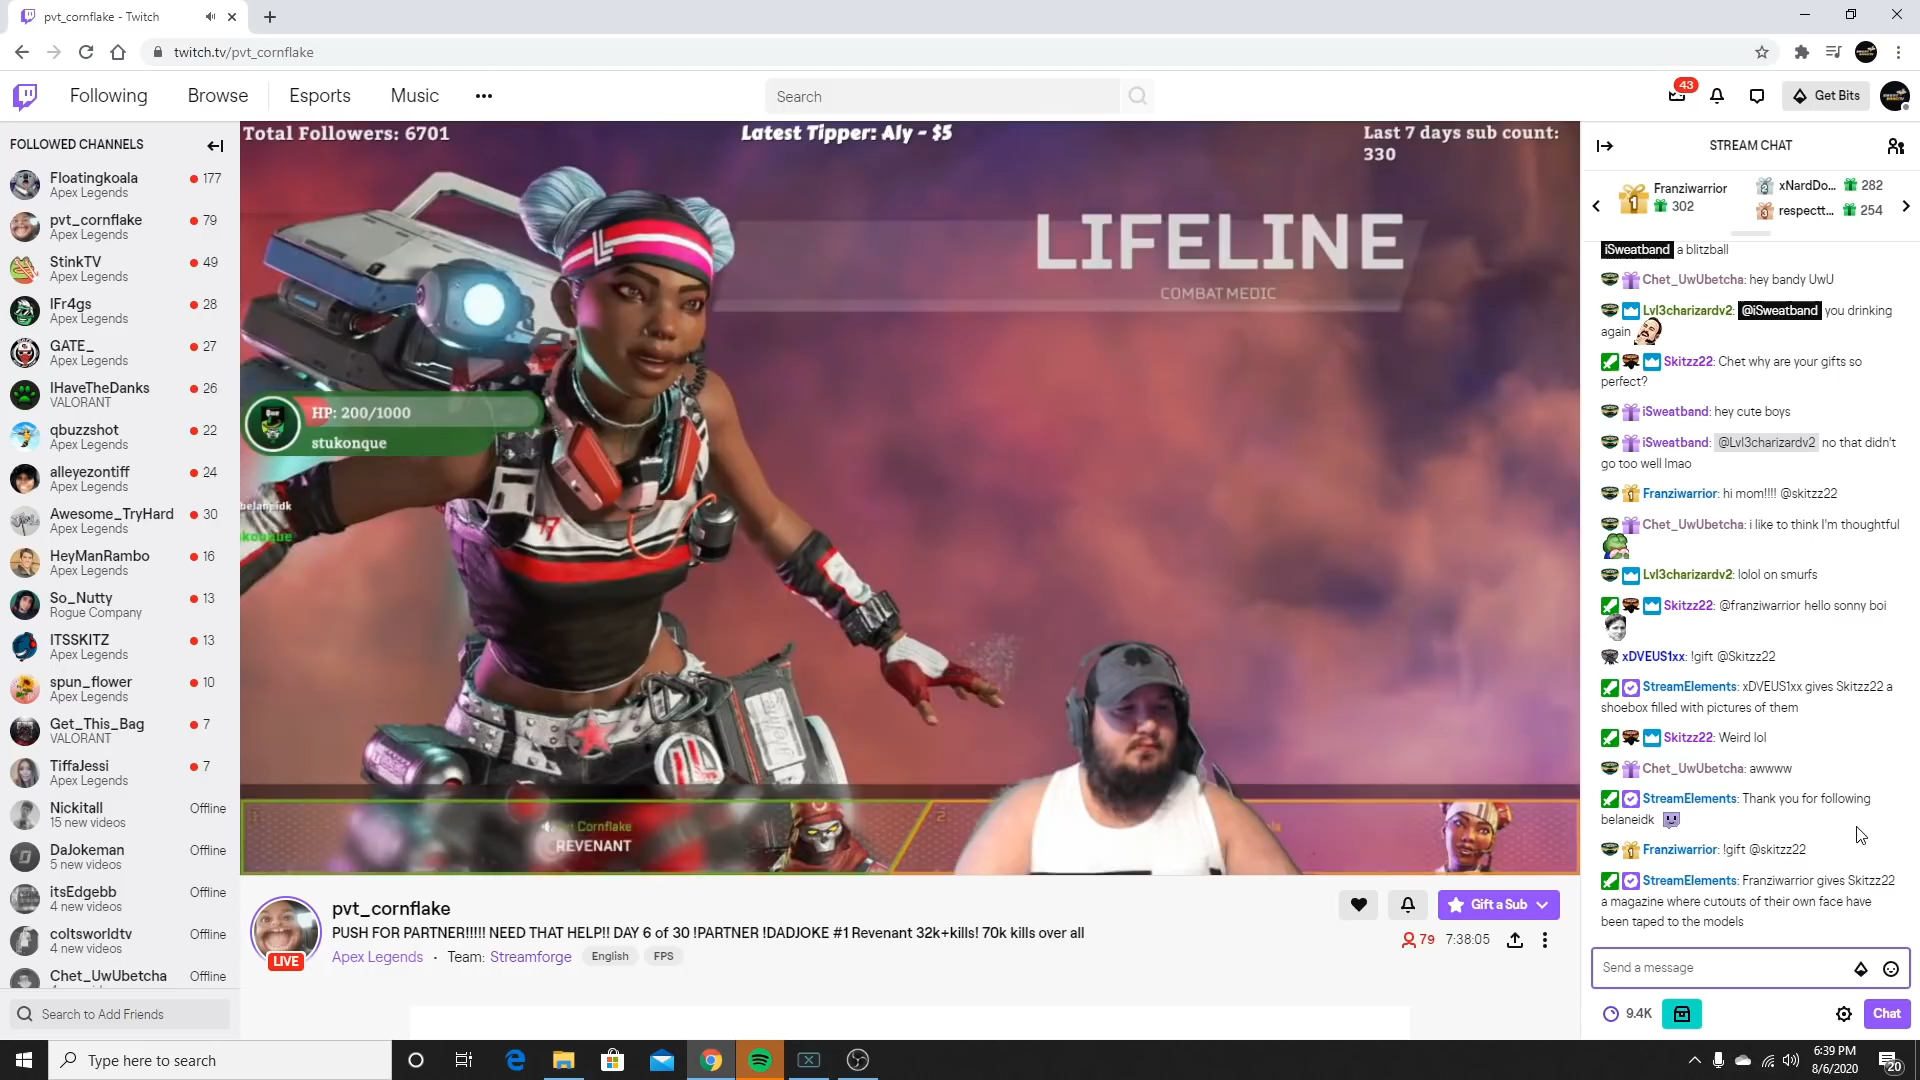 pvt_cornflake - Twitch
twitch.tv/pvt_cornflake
Following Browse Esports Music
Search
43
Get Bits
FOLLOWED CHANNELS
Floatingkoala 177
Apex Legends
pvt_cornflake 79
Apex Legends
StinkTV 49
Apex Legends
lFr4gs 28
Apex Legends
GATE_ 27
Apex Legends
IHaveTheDanks 26
VALORANT
qbuzzshot 22
Apex Legends
alleyezontiff 24
Apex Legends
Awesome_TryHard 30
Apex Legends
HeyManRambo 16
Apex Legends
So_Nutty 13
Rogue Company
ITSSKITZ 13
Apex Legends
spun_flower 10
Apex Legends
Get_This_Bag 7
VALORANT
TiffaJessi 7
Apex Legends
Nickitall Offline
15 new videos
DaJokeman Offline
5 new videos
itsEdgebb Offline
4 new videos
coltsworldtv Offline
4 new videos
Chet_UwUbetcha Offline
Search to Add Friends
Total Followers: 6701
Latest Tipper: Aly - $5
Last 7 days sub count:
330
LIFELINE
COMBAT MEDIC
HP: 200/1000
stukonque
belaneidk
Cornflake
REVENANT
pvt_cornflake
PUSH FOR PARTNER!!!!! NEED THAT HELP!! DAY 6 of 30 !PARTNER !DADJOKE #1 Revenant 32k+kills! 70k kills over all
Apex Legends · Team: Streamforge English FPS
LIVE
Gift a Sub
79 7:38:05
STREAM CHAT
Franziwarrior
302
xNardDo... 282
respectt... 254
iSweatband a blitzball
Chet_UwUbetcha: hey bandy UwU
Lvl3charizardv2: @iSweatband you drinking
again
Skitzz22: Chet why are your gifts so
perfect?
iSweatband: hey cute boys
iSweatband: @Lvl3charizardv2 no that didn't
go too well lmao
Franziwarrior: hi mom!!!! @skitzz22
Chet_UwUbetcha: i like to think I'm thoughtful
Lvl3charizardv2: lolol on smurfs
Skitzz22: @franziwarrior hello sonny boi
xDVEUS1xx: !gift @Skitzz22
StreamElements: xDVEUS1xx gives Skitzz22 a
shoebox filled with pictures of them
Skitzz22: Weird lol
Chet_UwUbetcha: awwww
StreamElements: Thank you for following
belaneidk
Franziwarrior: !gift @skitzz22
StreamElements: Franziwarrior gives Skitzz22
a magazine where cutouts of their own face have
been taped to the models
Send a message
9.4K
Chat
Type here to search
6:39 PM
8/6/2020
20